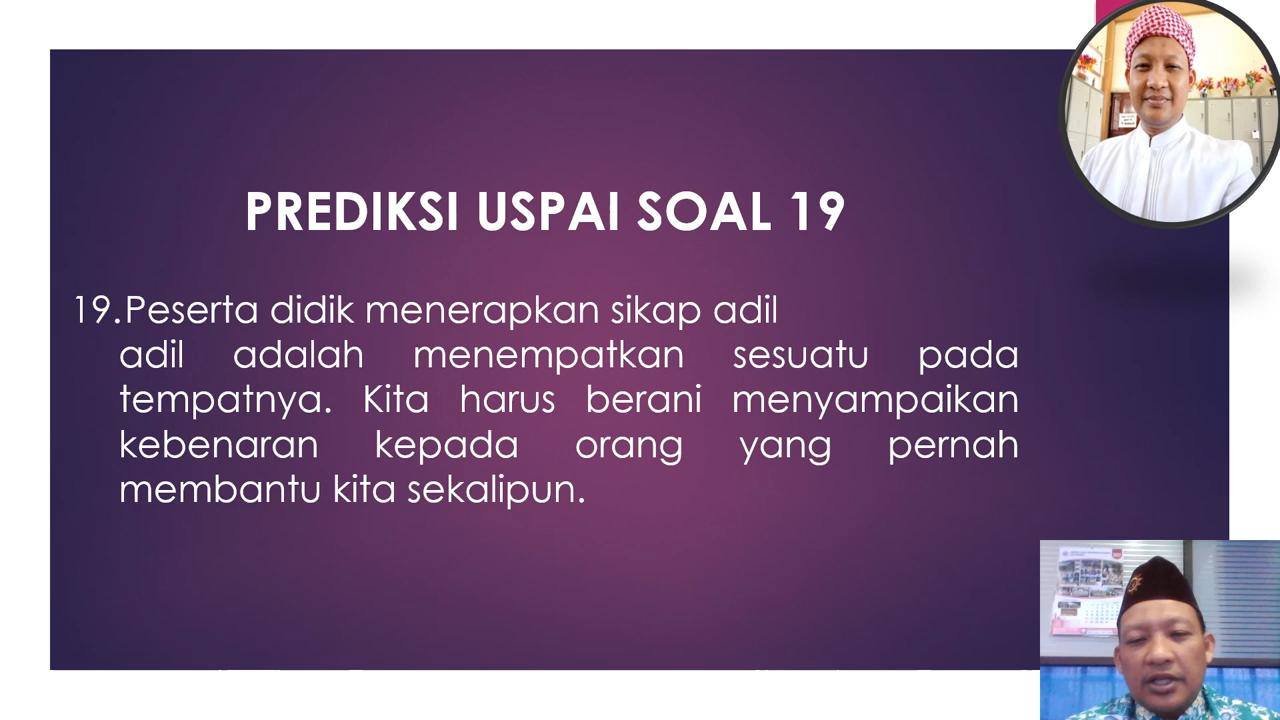 PREDIKSI USPAI SOAL 19
19.Peserta didik menerapkan sikap adil
adil adalah menempatkan sesuatu pada
tempatnya. Kita harus berani menyampaikan
kebenaran kepada orang yang pernah
membantu kita sekalipun.